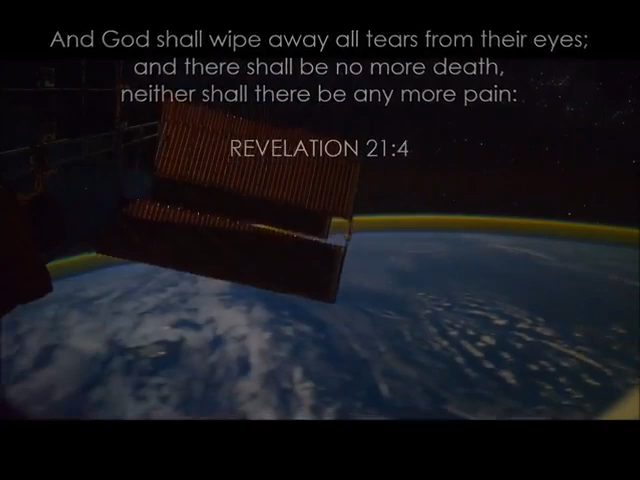 And God shall wipe away all tears from their eyes;
and there shall be no more death,
neither shall there be any more pain:
REVELATION 21:4